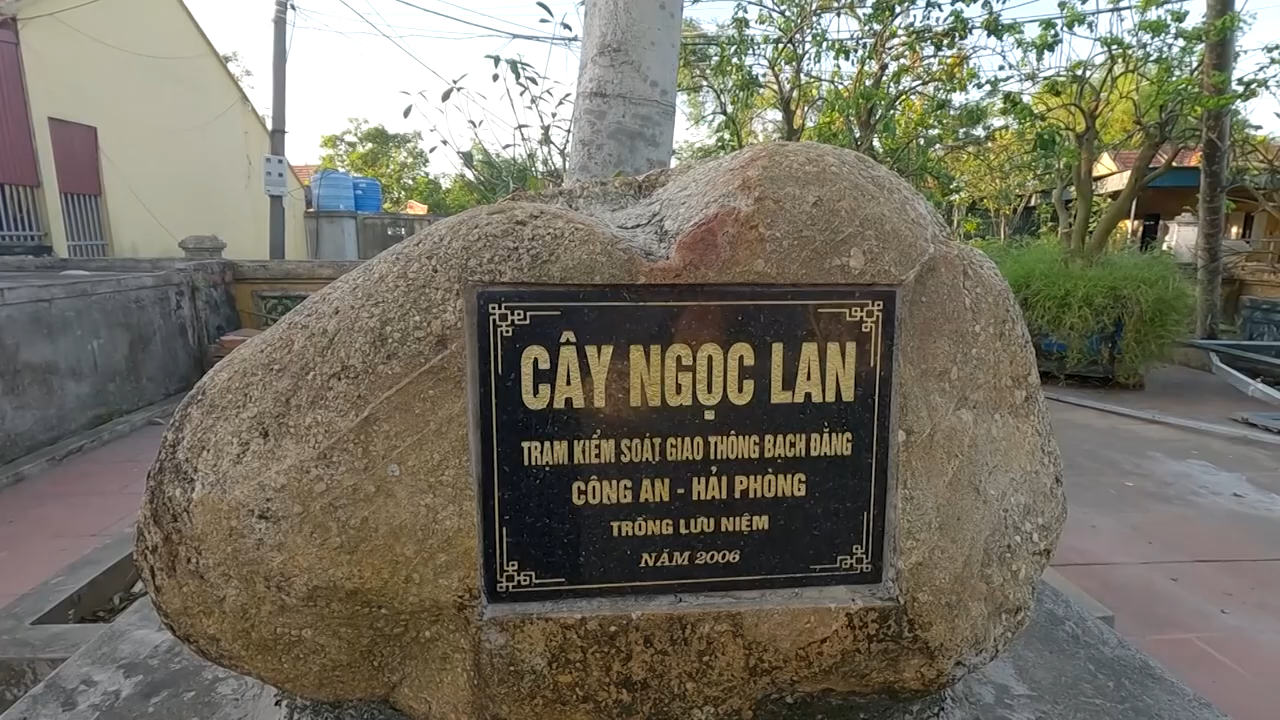 CÂY NGỌC LAN
TRẠM KIỂM SOÁT GIAO THÔNG BẠCH ĐẰNG
CÔNG AN - HẢI PHÒNG
TRỒNG LƯU NIỆM
NĂM 2006